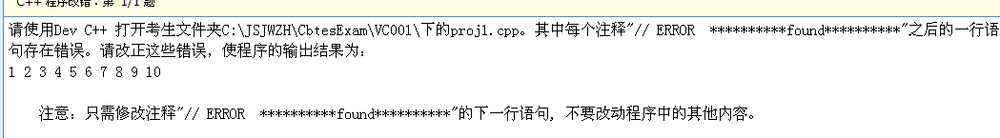 C++ 程序改错：第 1/1 题
请使用Dev C++ 打开考生文件夹C:\JSJWZH\CbtesExam\VC001\下的proj1.cpp。其中每个注释"// ERROR  **********found**********"之后的一行语
句存在错误。请改正这些错误，使程序的输出结果为：
1 2 3 4 5 6 7 8 9 10
注意：只需修改注释"// ERROR  **********found**********"的下一行语句, 不要改动程序中的其他内容。